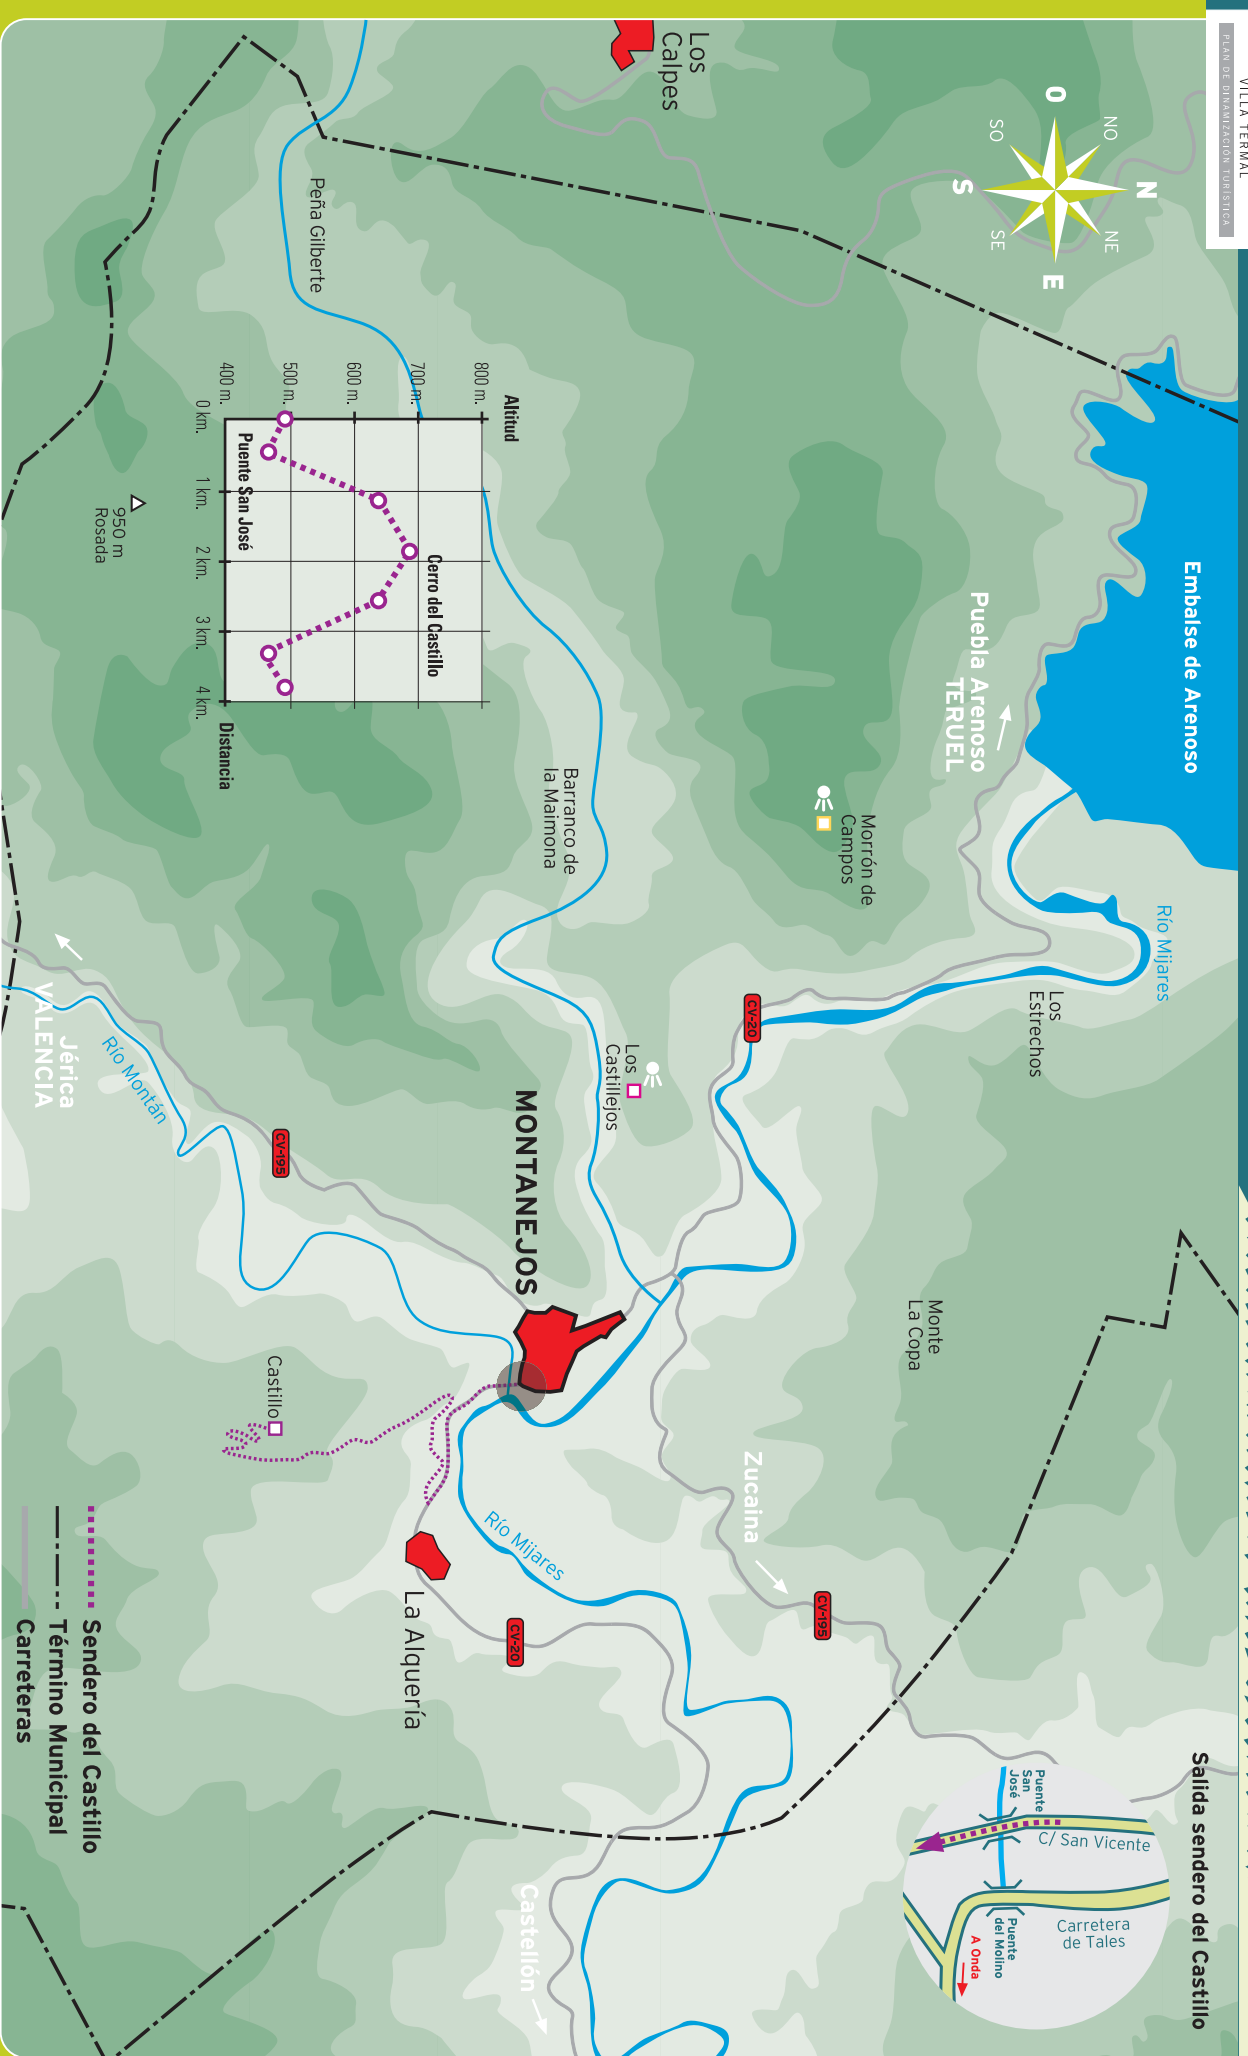 VILLA TERMAL
PLAN DE DINAMIZACIÓN TURÍSTICA
Los
Calpes
N
NO
NE
O
E
SO
SE
S
Embalse de Arenoso
Puebla Arenoso
TERUEL
Río Mijares
Los
Estrechos
Morrón de
Campos
Peña Gilberte
Barranco de
la Maimona
Altitud
800 m.
700 m.
600 m.
500 m.
400 m.
Cerro del Castillo
Puente San José
0 km.
1 km.
2 km.
3 km.
4 km.
Distancia
950 m
Rosada
CV-20
Los
Castillejos
MONTANEJOS
Jérica
VALENCIA
Río Montán
CV-195
Castillo
Monte
La Copa
Zucaina
CV-195
Río Mijares
La Alquería
CV-20
Castellón
Salida sendero del Castillo
Puente
San
José
C/ San Vicente
Carretera
de Tales
Puente
del Molino
A Onda
Sendero del Castillo
Término Municipal
Carreteras